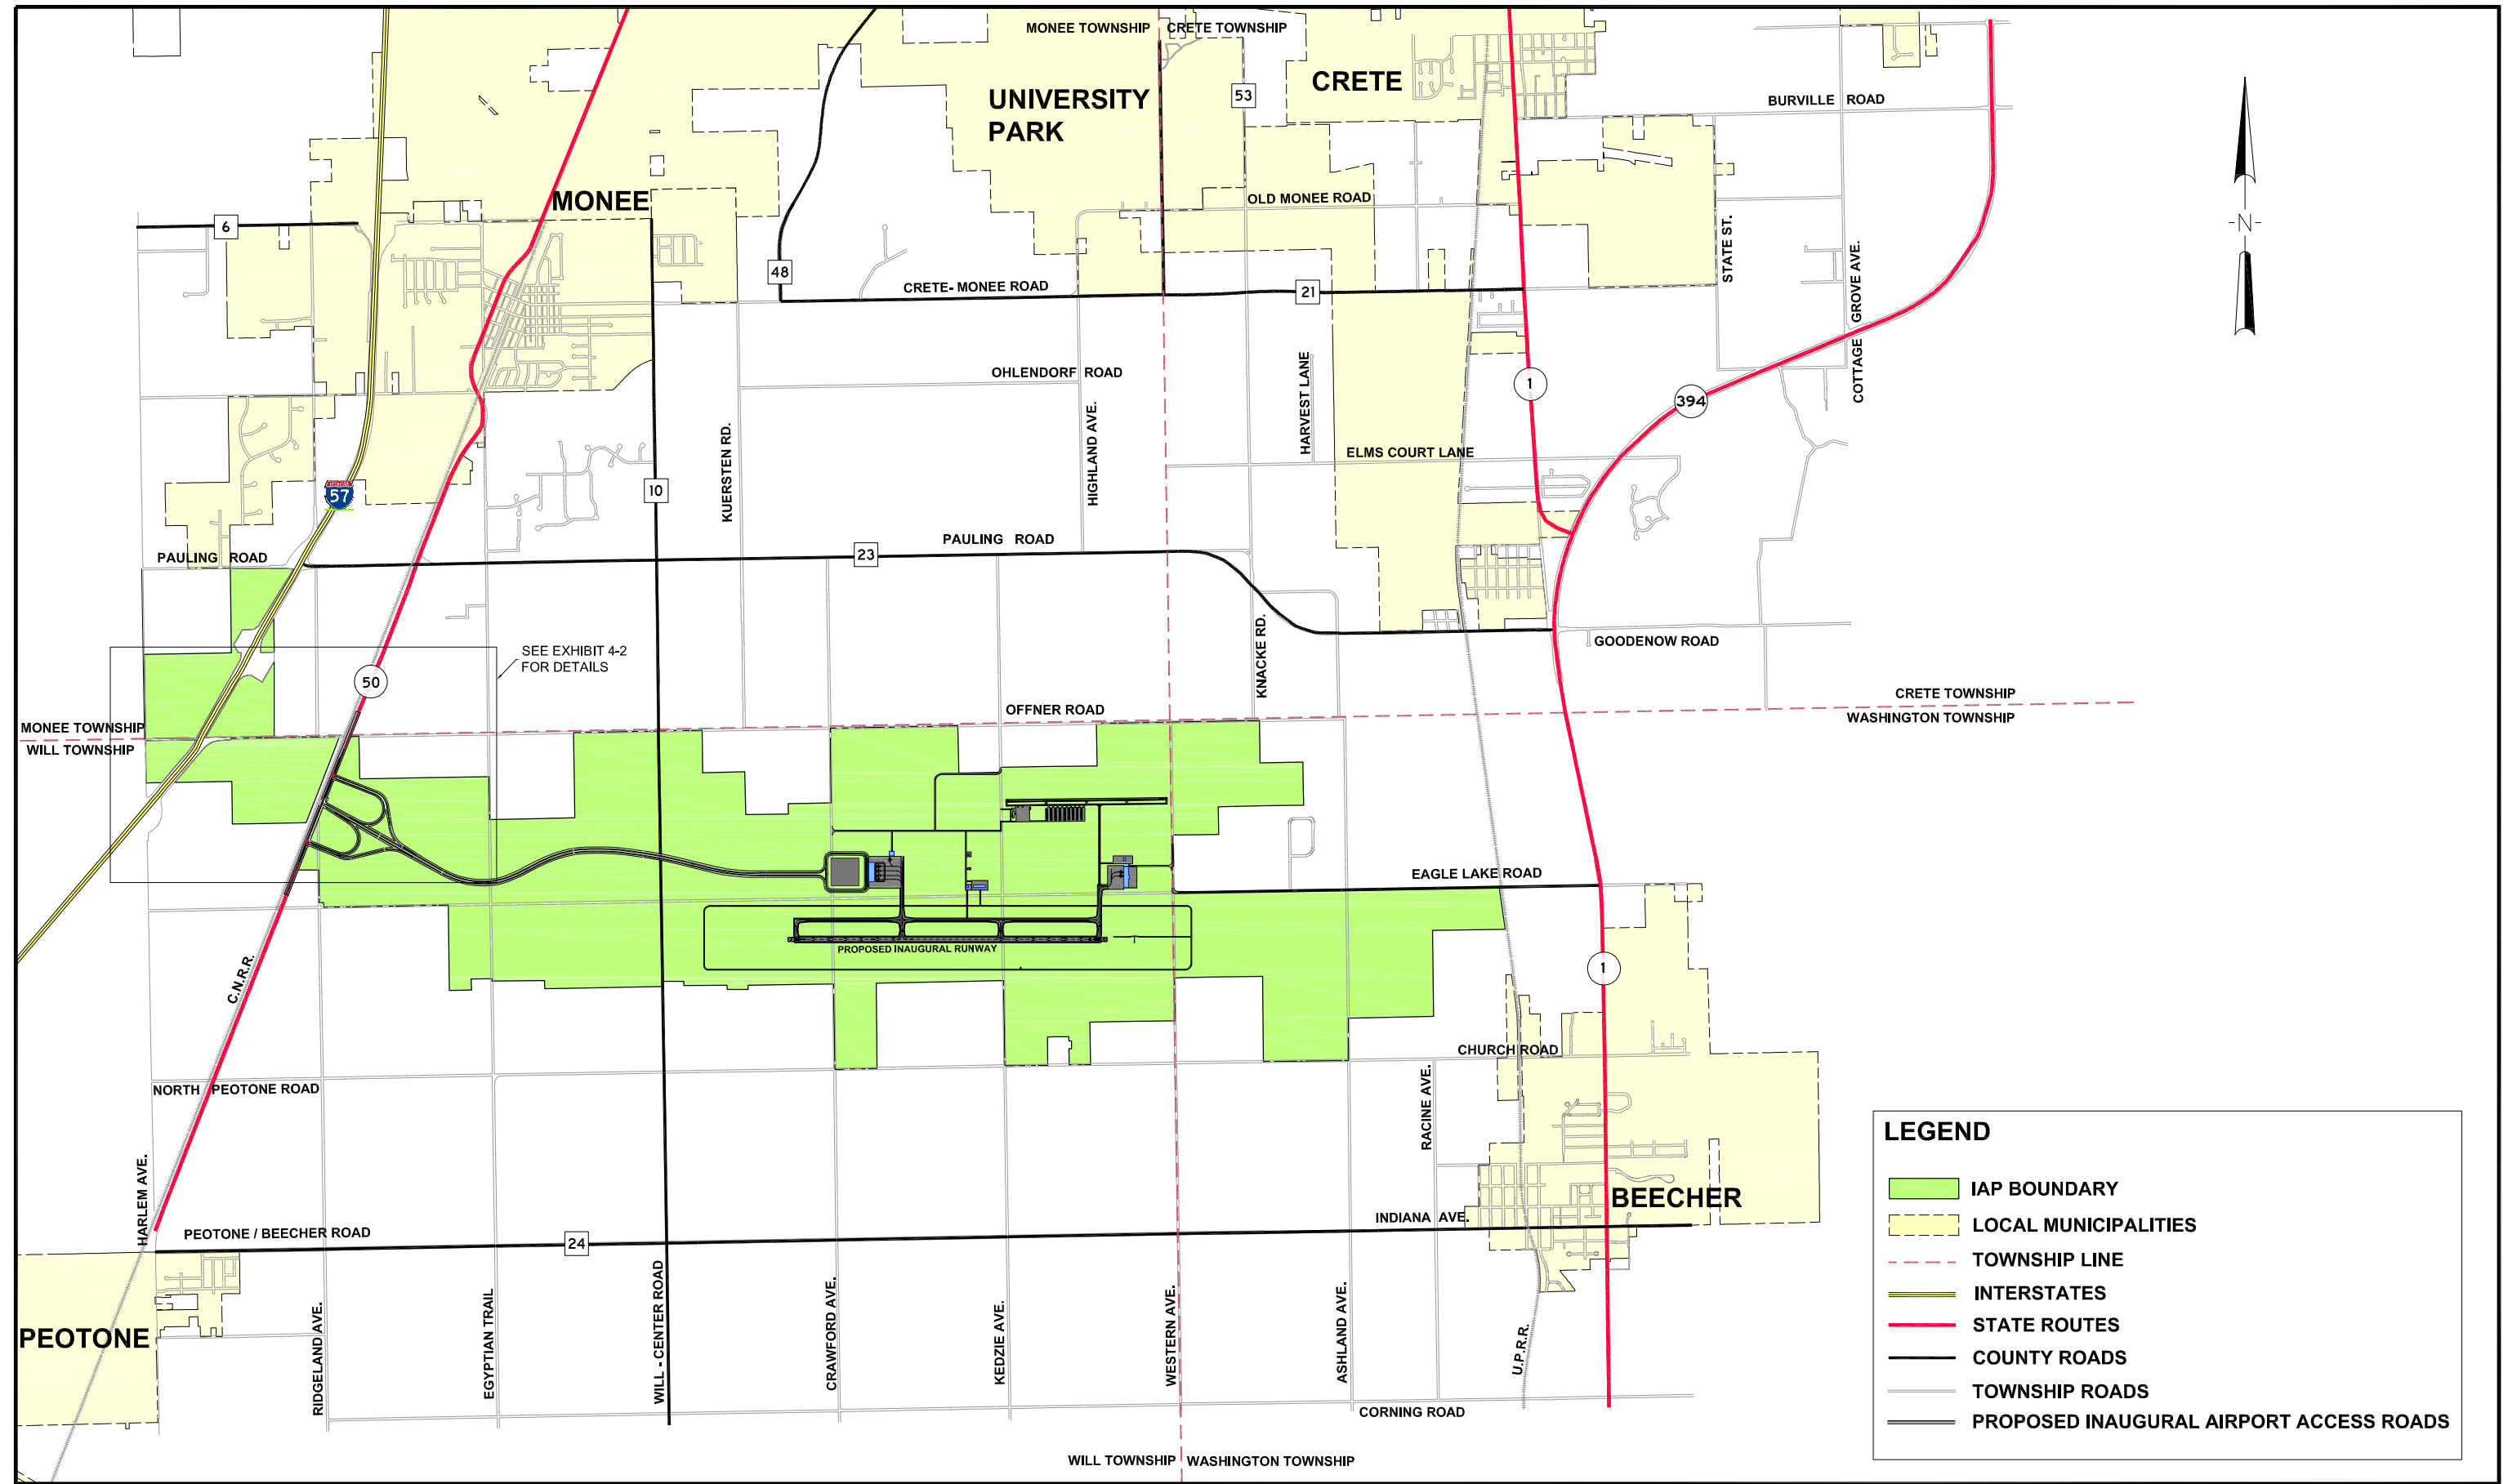 MONEE TOWNSHIP
CRETE TOWNSHIP
CRETE
UNIVERSITY
PARK
53
BURVILLE ROAD
MONEE
OLD MONEE ROAD
6
-N-
STATE ST.
COTTAGE GROVE AVE.
48
CRETE- MONEE ROAD
21
OHLENDORF ROAD
HARVEST LANE
1
394
KUERSTEN RD.
HIGHLAND AVE.
ELMS COURT LANE
57
10
PAULING ROAD
23
PAULING ROAD
KNACKE RD.
GOODENOW ROAD
SEE EXHIBIT 4-2
FOR DETAILS
50
CRETE TOWNSHIP
WASHINGTON TOWNSHIP
OFFNER ROAD
MONEE TOWNSHIP
WILL TOWNSHIP
EAGLE LAKE ROAD
PROPOSED INAUGURAL RUNWAY
C.N.R.R.
1
CHURCH ROAD
NORTH PEOTONE ROAD
RACINE AVE.
HARLEM AVE.
BEECHER
INDIANA AVE.
PEOTONE / BEECHER ROAD
24
PEOTONE
RIDGELAND AVE.
EGYPTIAN TRAIL
WILL - CENTER ROAD
CRAWFORD AVE.
KEDZIE AVE.
WESTERN AVE.
ASHLAND AVE.
U.P.R.R.
CORNING ROAD
WILL TOWNSHIP
WASHINGTON TOWNSHIP
LEGEND
IAP BOUNDARY
LOCAL MUNICIPALITIES
TOWNSHIP LINE
INTERSTATES
STATE ROUTES
COUNTY ROADS
TOWNSHIP ROADS
PROPOSED INAUGURAL AIRPORT ACCESS ROADS